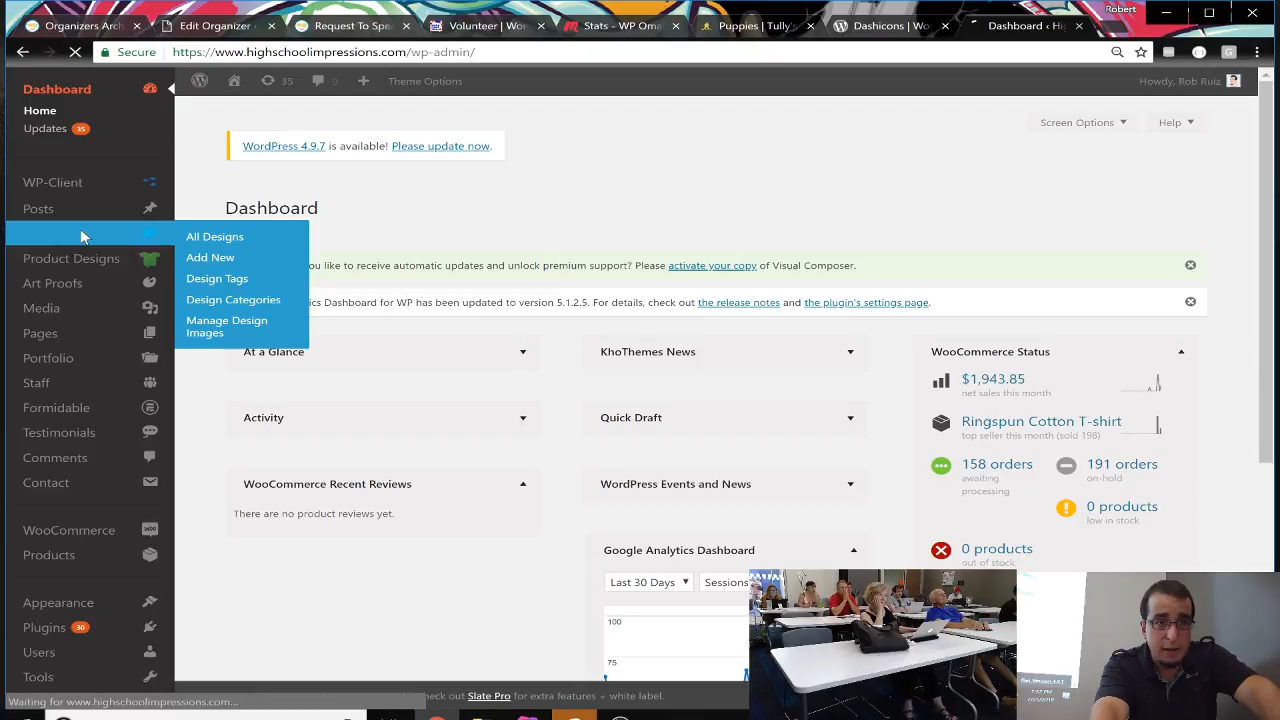 Robert
Organizers Arch
Edit Organizer ‹
Request To Spe
Volunteer | Wor
Stats - WP Oma
Puppies | Tully's
Dashicons | Wo
Dashboard ‹ Hig
Secure
https://www.highschoolimpressions.com/wp-admin/
Dashboard
Home
Updates 35
35
0
Theme Options
Howdy, Rob Ruiz
Screen Options
Help
WordPress 4.9.7 is available! Please update now.
WP-Client
Posts
Product Designs
Art Proofs
Media
Pages
Portfolio
Staff
Formidable
Testimonials
Comments
Contact
WooCommerce
Products
Appearance
Plugins 30
Users
Tools
All Designs
Add New
Design Tags
Design Categories
Manage Design
Images
Dashboard
you like to receive automatic updates and unlock premium support? Please activate your copy of Visual Composer.
tics Dashboard for WP has been updated to version 5.1.2.5. For details, check out the release notes and the plugin's settings page.
At a Glance
Activity
WooCommerce Recent Reviews
There are no product reviews yet.
KhoThemes News
Quick Draft
WordPress Events and News
Google Analytics Dashboard
Last 30 Days
Sessions
100
75
WooCommerce Status
$1,943.85
net sales this month
Ringspun Cotton T-shirt
top seller this month (sold 198)
158 orders
awaiting
processing
191 orders
on-hold
0 products
low in stock
0 products
out of stock
check out Slate Pro for extra features + white label.
Waiting for www.highschoolimpressions.com...